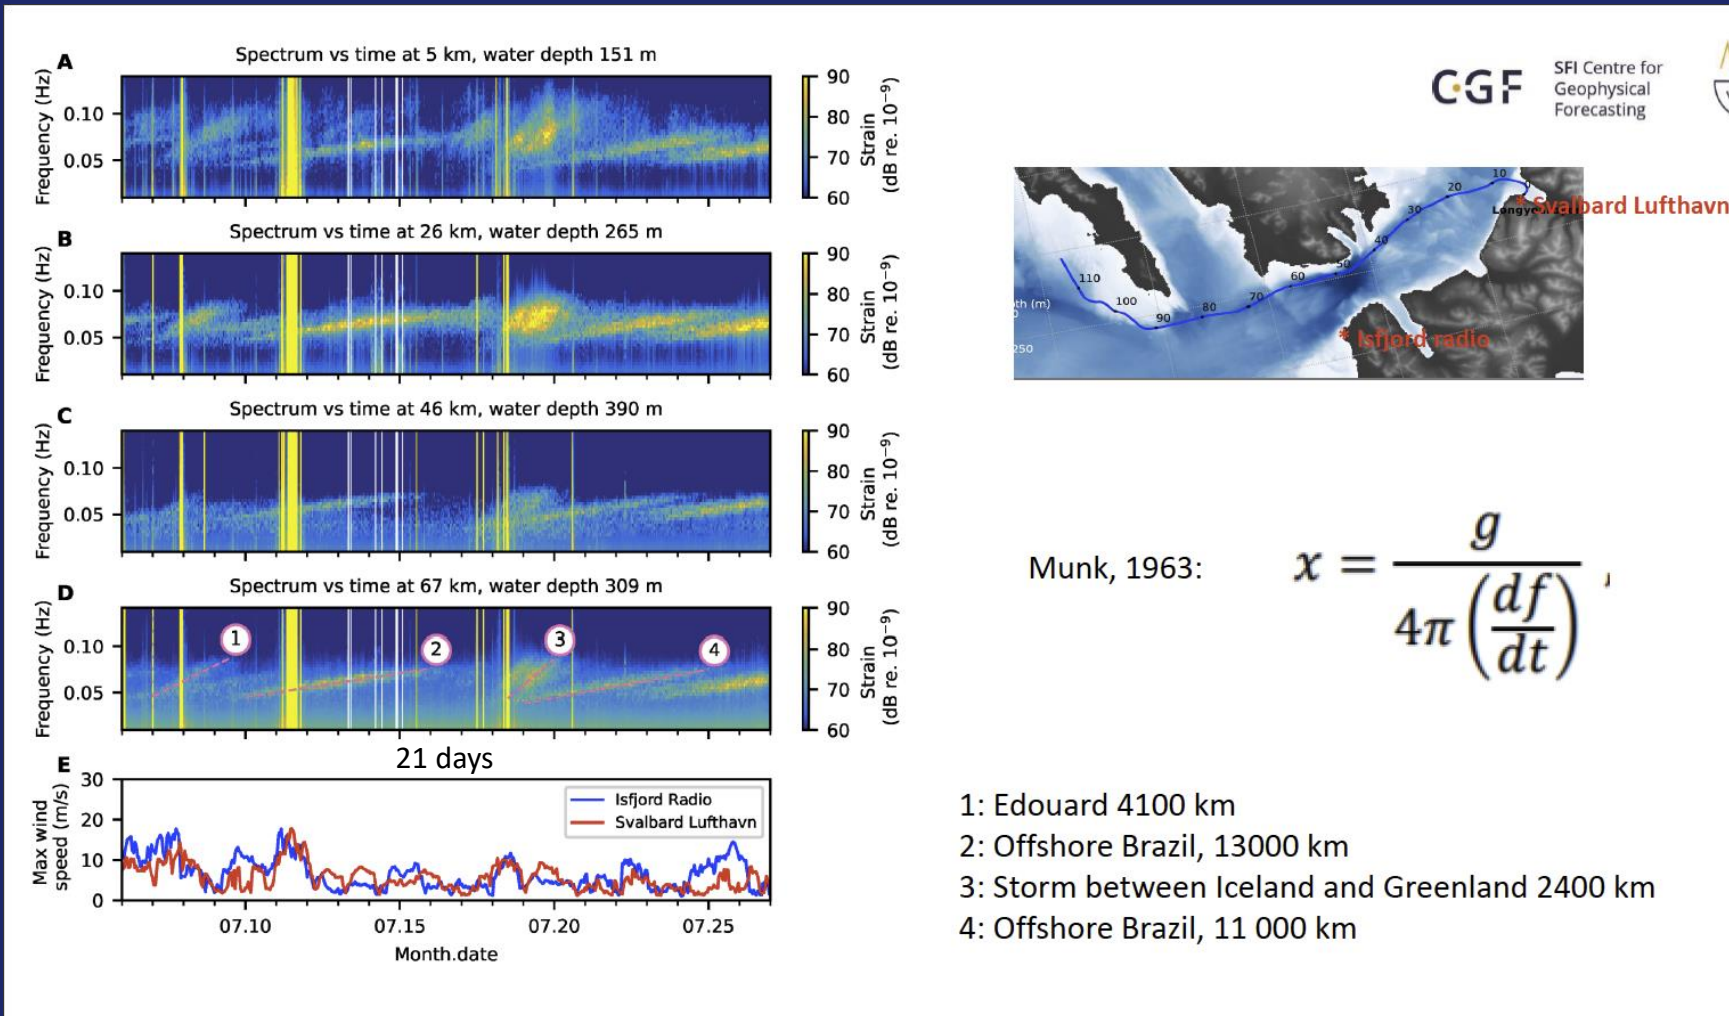 A
Spectrum vs time at 5 km, water depth 151 m
Frequency (Hz)
0.10
0.05
90
80
70
60
Strain
(dB re. 10⁻⁹)
B
Spectrum vs time at 26 km, water depth 265 m
Frequency (Hz)
0.10
0.05
90
80
70
60
Strain
(dB re. 10⁻⁹)
C
Spectrum vs time at 46 km, water depth 390 m
Frequency (Hz)
0.10
0.05
90
80
70
60
Strain
(dB re. 10⁻⁹)
D
Spectrum vs time at 67 km, water depth 309 m
Frequency (Hz)
0.10
0.05
1
2
3
4
90
80
70
60
Strain
(dB re. 10⁻⁹)
21 days
E
Max wind
speed (m/s)
30
20
10
0
Isfjord Radio
Svalbard Lufthavn
07.10 07.15 07.20 07.25
Month.date
CGF
SFI Centre for
Geophysical
Forecasting
10
0
20
30
40
50
60
70
80
90
100
110
Longye
* Svalbard Lufthavn
* Isfjord radio
th (m)
0
250
Munk, 1963: x = g / 4π (df/dt) ,
1: Edouard 4100 km
2: Offshore Brazil, 13000 km
3: Storm between Iceland and Greenland 2400 km
4: Offshore Brazil, 11 000 km